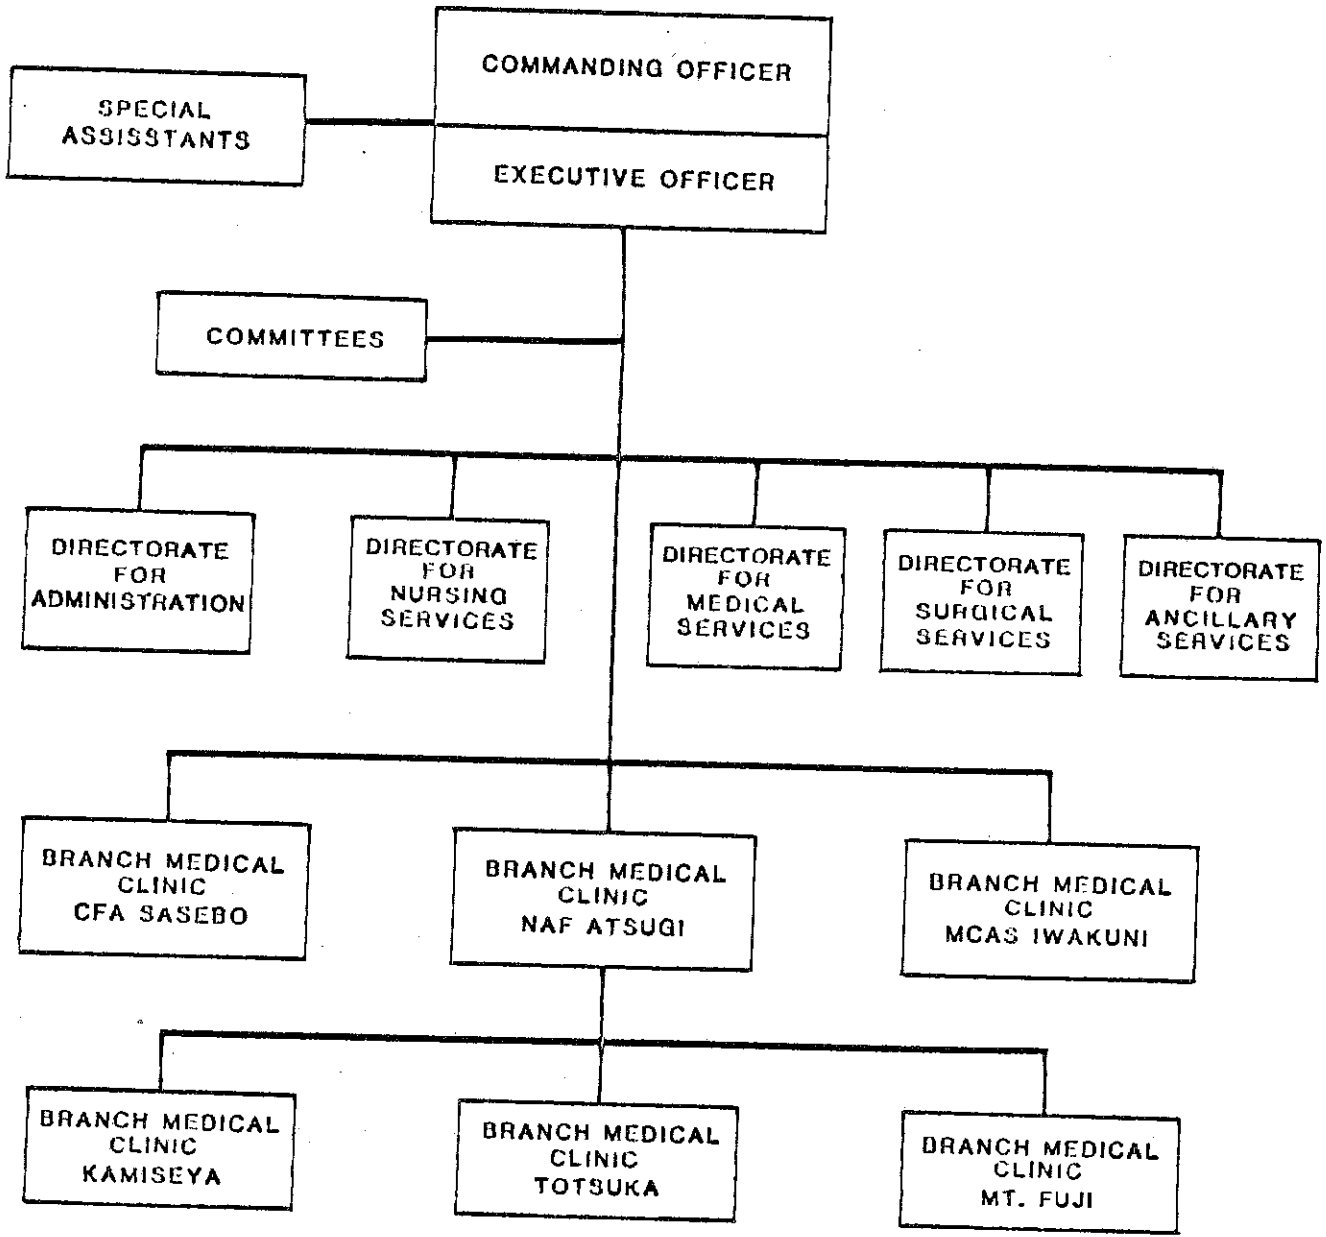 COMMANDING OFFICER
SPECIAL
ASSISSTANTS
EXECUTIVE OFFICER
COMMITTEES
DIRECTORATE
FOR
ADMINISTRATION
DIRECTORATE
FOR
NURSING
SERVICES
DIRECTORATE
FOR
MEDICAL
SERVICES
DIRECTORATE
FOR
SURGICAL
SERVICES
DIRECTORATE
FOR
ANCILLARY
SERVICES
BRANCH MEDICAL
CLINIC
CFA SASEBO
BRANCH MEDICAL
CLINIC
NAF ATSUGI
BRANCH MEDICAL
CLINIC
MCAS IWAKUNI
BRANCH MEDICAL
CLINIC
KAMISEYA
BRANCH MEDICAL
CLINIC
TOTSUKA
BRANCH MEDICAL
CLINIC
MT. FUJI